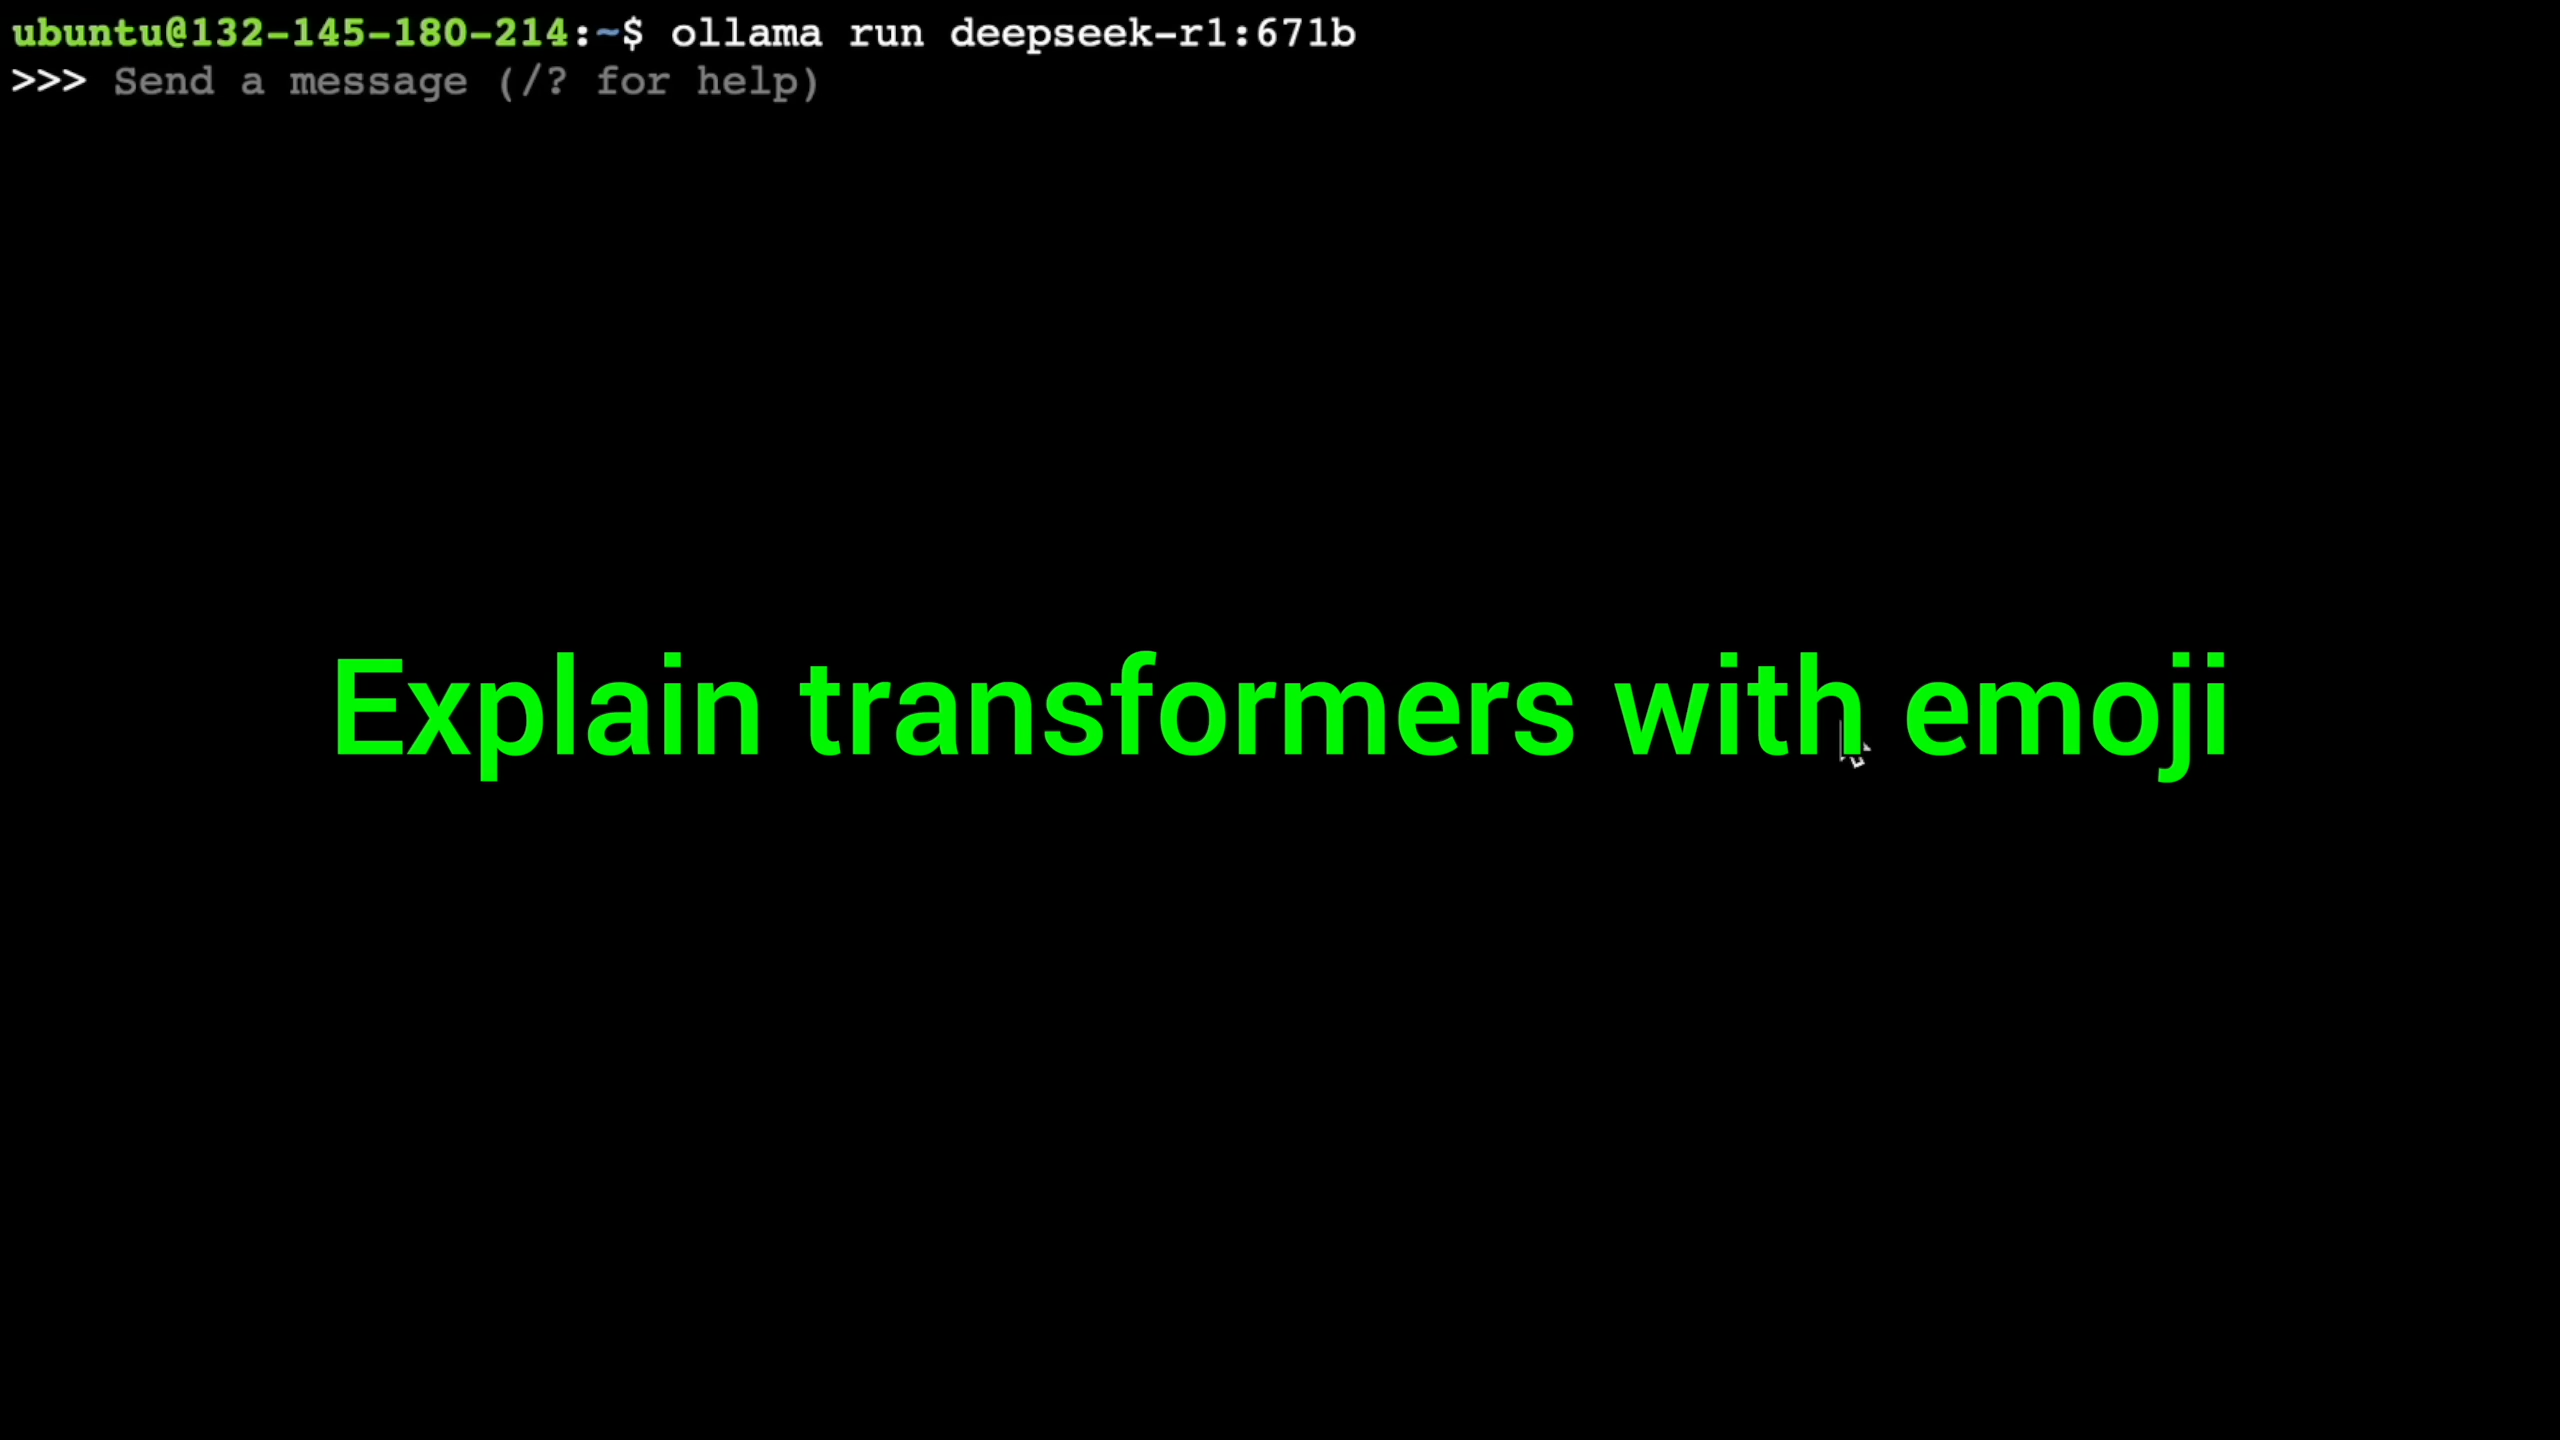 ubuntu@132-145-180-214:~$ ollama run deepseek-r1:671b
>>> Send a message (/? for help)
Explain transformers with emoji